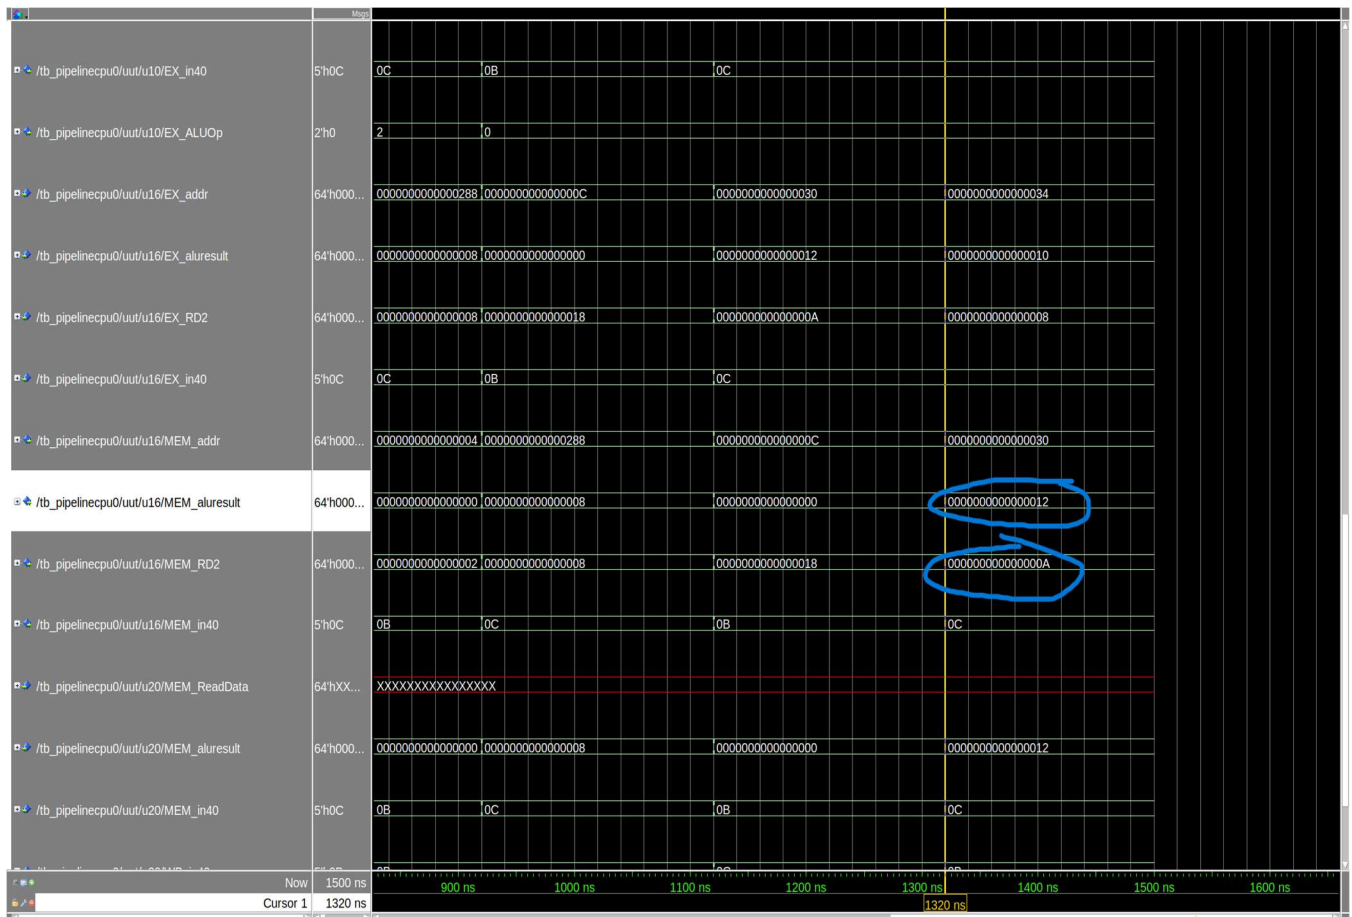 Msgs
/tb_pipelinecpu0/uut/u10/EX_in40 5'h0C 0C 0B 0C
/tb_pipelinecpu0/uut/u10/EX_ALUOp 2'h0 2 0
/tb_pipelinecpu0/uut/u16/EX_addr 64'h000... 0000000000000288 000000000000000C 0000000000000030 0000000000000034
/tb_pipelinecpu0/uut/u16/EX_aluresult 64'h000... 0000000000000008 0000000000000000 0000000000000012 0000000000000010
/tb_pipelinecpu0/uut/u16/EX_RD2 64'h000... 0000000000000008 0000000000000018 000000000000000A 0000000000000008
/tb_pipelinecpu0/uut/u16/EX_in40 5'h0C 0C 0B 0C
/tb_pipelinecpu0/uut/u16/MEM_addr 64'h000... 0000000000000004 0000000000000288 000000000000000C 0000000000000030
/tb_pipelinecpu0/uut/u16/MEM_aluresult 64'h000... 0000000000000000 0000000000000008 0000000000000000 0000000000000012
/tb_pipelinecpu0/uut/u16/MEM_RD2 64'h000... 0000000000000002 0000000000000008 0000000000000018 000000000000000A
/tb_pipelinecpu0/uut/u16/MEM_in40 5'h0C 0B 0C 0B 0C
/tb_pipelinecpu0/uut/u20/MEM_ReadData 64'hXX... XXXXXXXXXXXXXXXX
/tb_pipelinecpu0/uut/u20/MEM_aluresult 64'h000... 0000000000000000 0000000000000008 0000000000000000 0000000000000012
/tb_pipelinecpu0/uut/u20/MEM_in40 5'h0C 0B 0C 0B 0C
Now 1500 ns 900 ns 1000 ns 1100 ns 1200 ns 1300 ns 1400 ns 1500 ns 1600 ns
Cursor 1 1320 ns 1320 ns